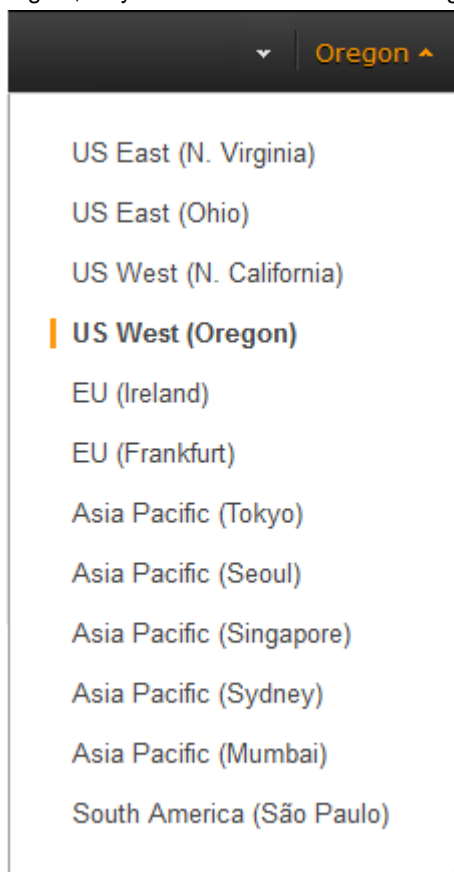 Oregon
US East (N. Virginia)
US East (Ohio)
US West (N. California)
US West (Oregon)
EU (Ireland)
EU (Frankfurt)
Asia Pacific (Tokyo)
Asia Pacific (Seoul)
Asia Pacific (Singapore)
Asia Pacific (Sydney)
Asia Pacific (Mumbai)
South America (São Paulo)